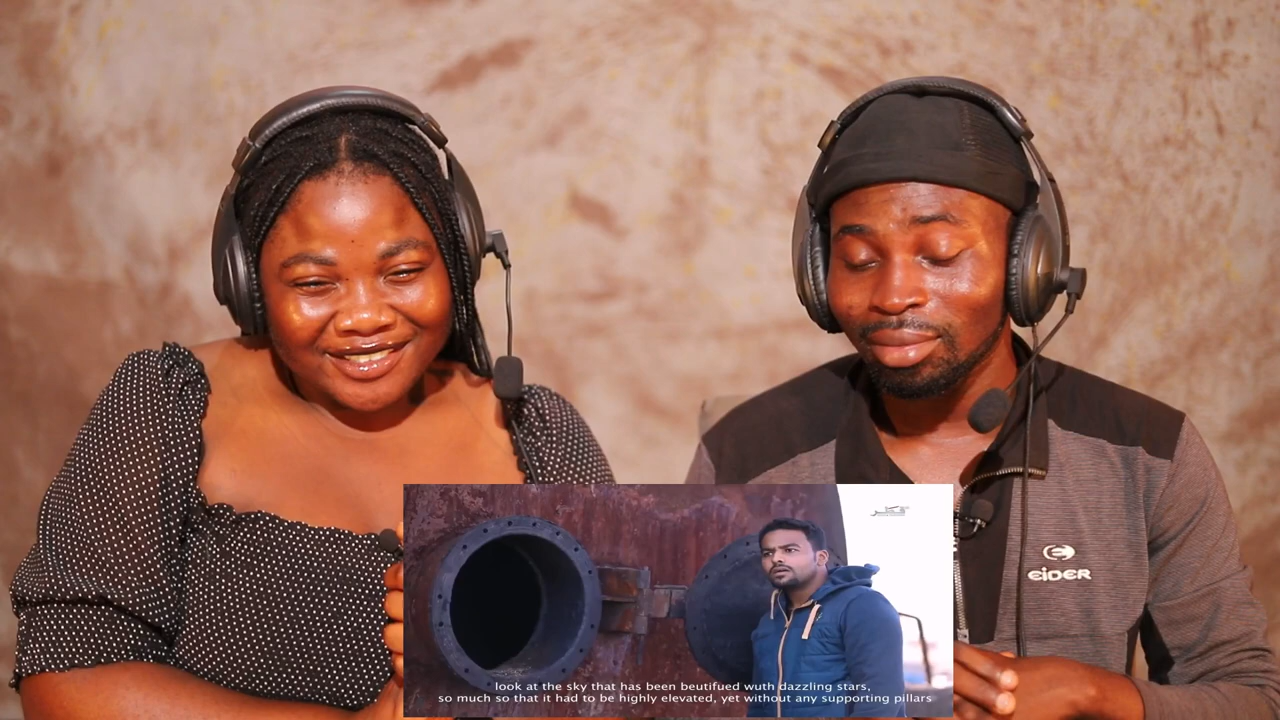 قطر
EIDER
look at the sky that has been beutifued wuth dazzling stars,
so much so that it had to be highly elevated, yet without any supporting pillars